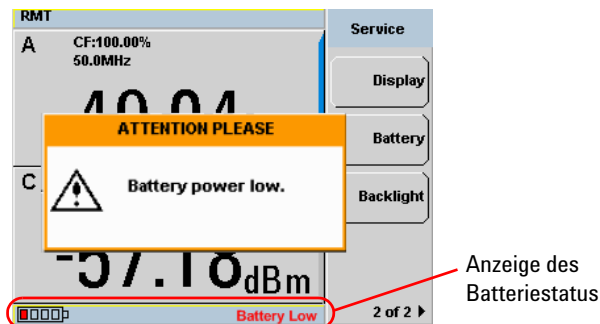 RMT
Service
A
CF:100.00%
50.0MHz
Display
ATTENTION PLEASE
Battery
C
Battery power low.
Backlight
-57.18dBm
Anzeige des
Batteriestatus
Battery Low
2 of 2